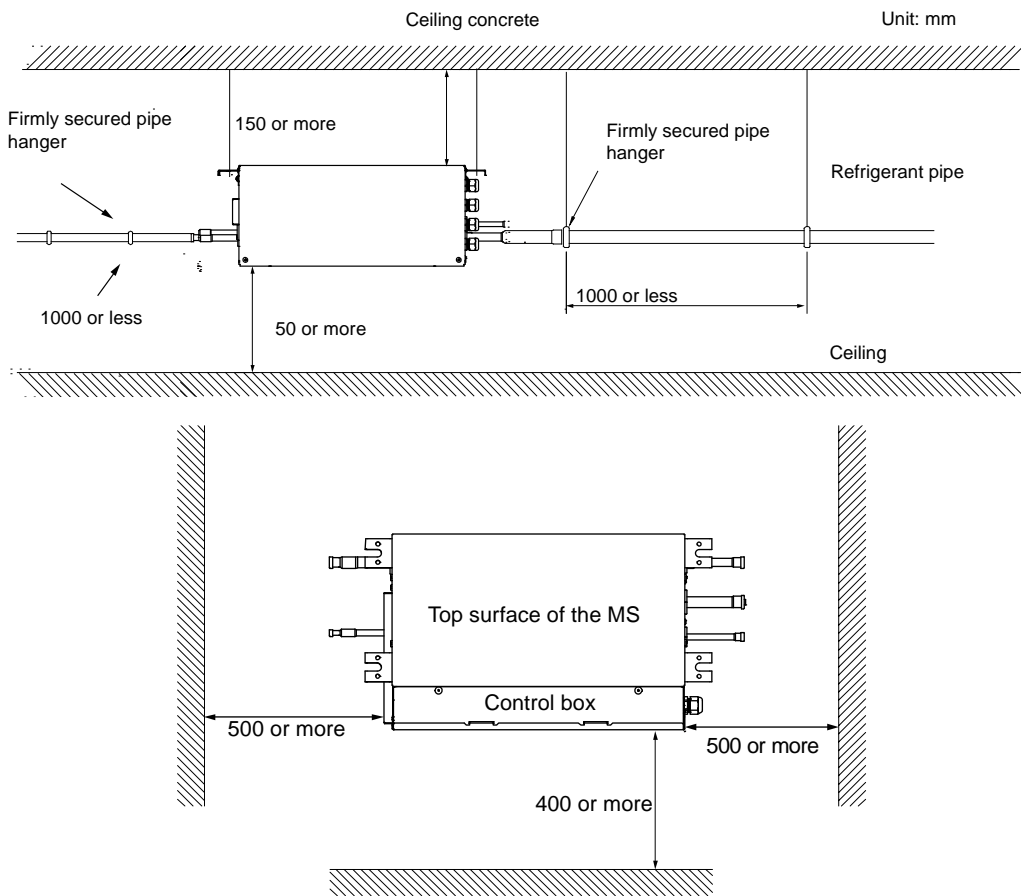 Ceiling concrete
Unit: mm
150 or more
Firmly secured pipe
hanger
Firmly secured pipe
hanger
Refrigerant pipe
1000 or less
1000 or less
50 or more
Ceiling
Top surface of the MS
Control box
500 or more
500 or more
400 or more